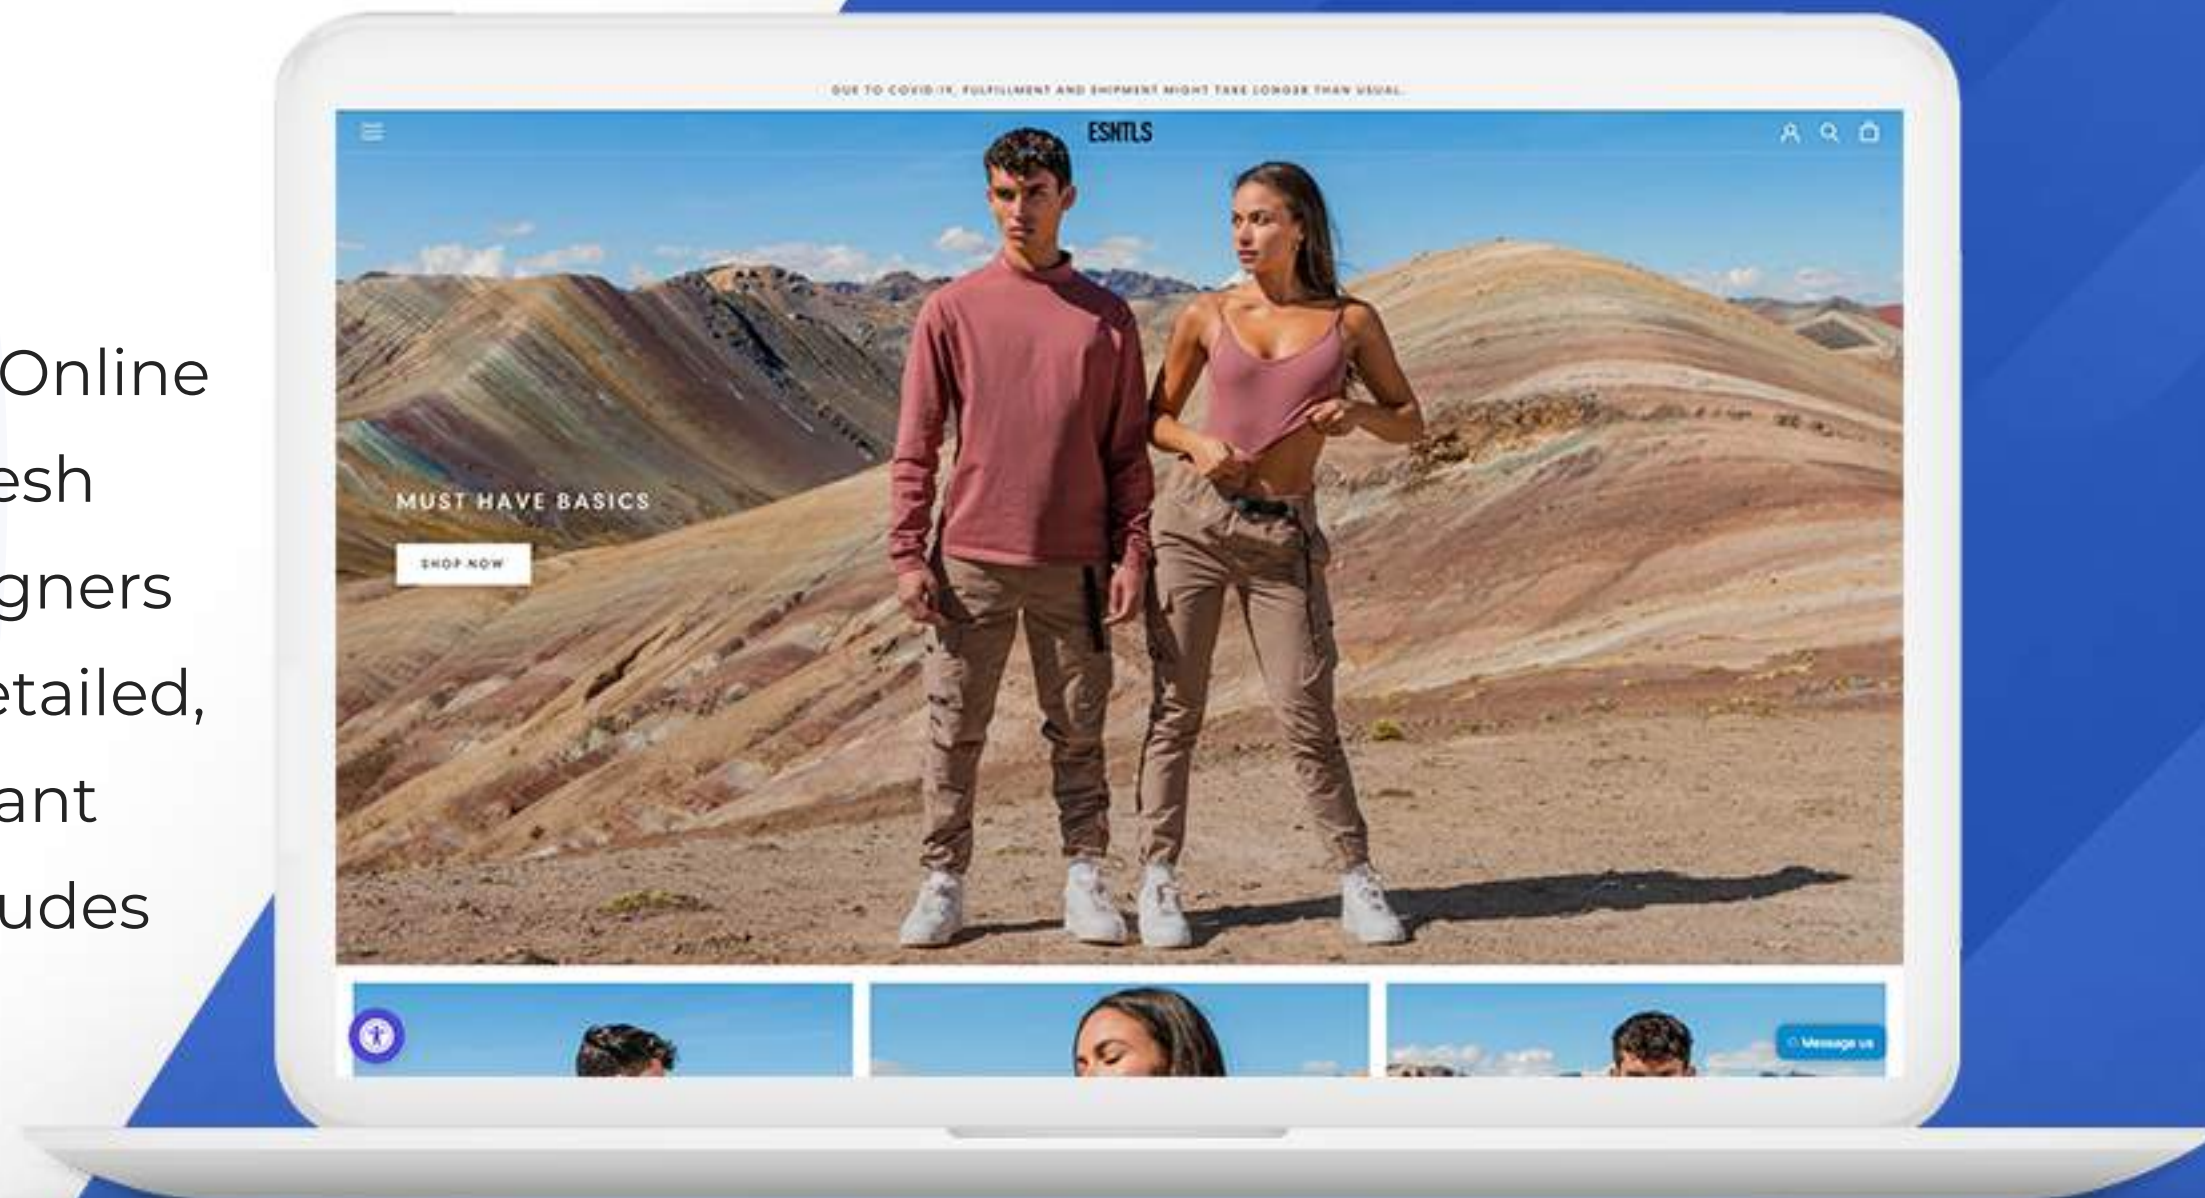 DUE TO COVID-19, FULFILLMENT AND SHIPMENT MIGHT TAKE LONGER THAN USUAL.
ESNTLS
Online
esh
gners
etailed,
ant
udes
MUST HAVE BASICS
SHOP NOW
Message us